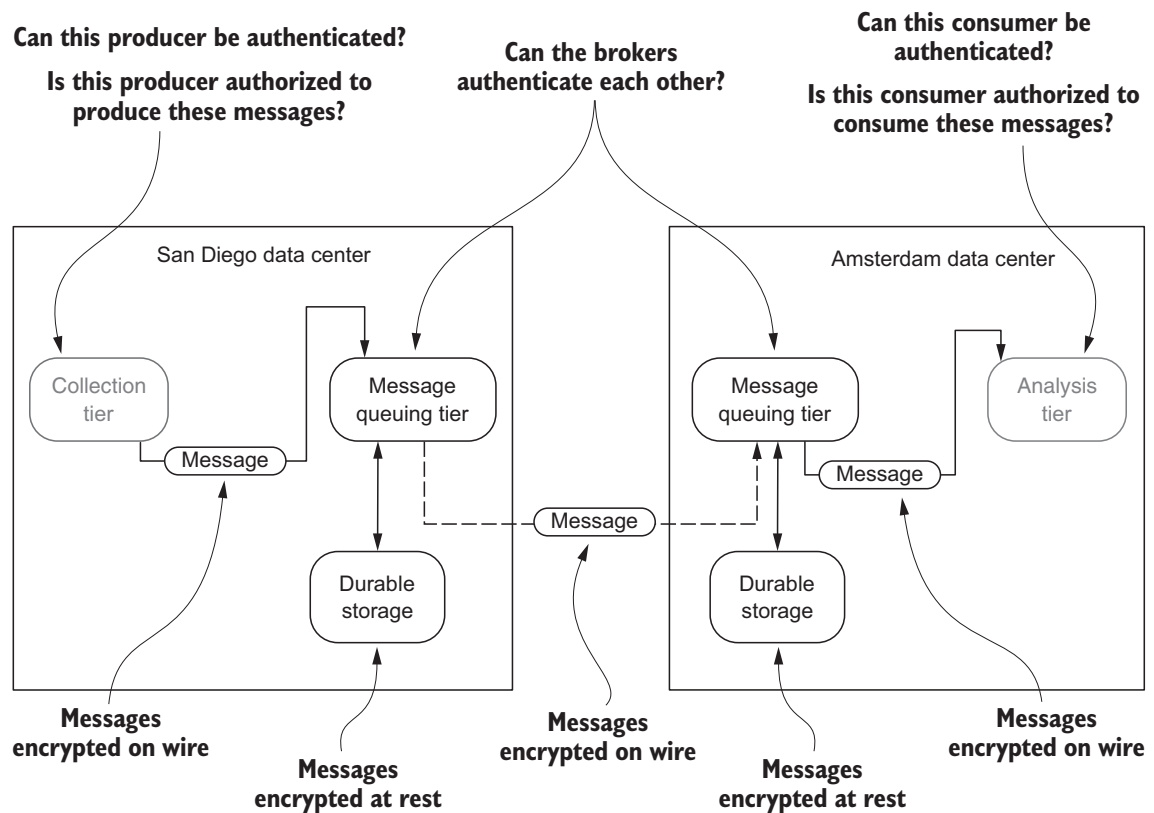 Can this producer be authenticated?
Is this producer authorized to
produce these messages?
Can the brokers
authenticate each other?
Can this consumer be
authenticated?
Is this consumer authorized to
consume these messages?
San Diego data center
Amsterdam data center
Collection
tier
Message
queuing tier
Message
queuing tier
Analysis
tier
Message
Message
Message
Durable
storage
Durable
storage
Messages
encrypted on wire
Messages
encrypted at rest
Messages
encrypted on wire
Messages
encrypted at rest
Messages
encrypted on wire